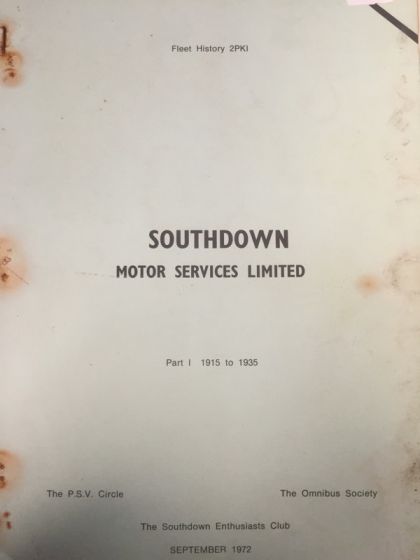 Fleet History 2PKI
SOUTHDOWN
MOTOR SERVICES LIMITED
Part I 1915 to 1935
The P.S.V. Circle The Omnibus Society
The Southdown Enthusiasts Club
SEPTEMBER 1972